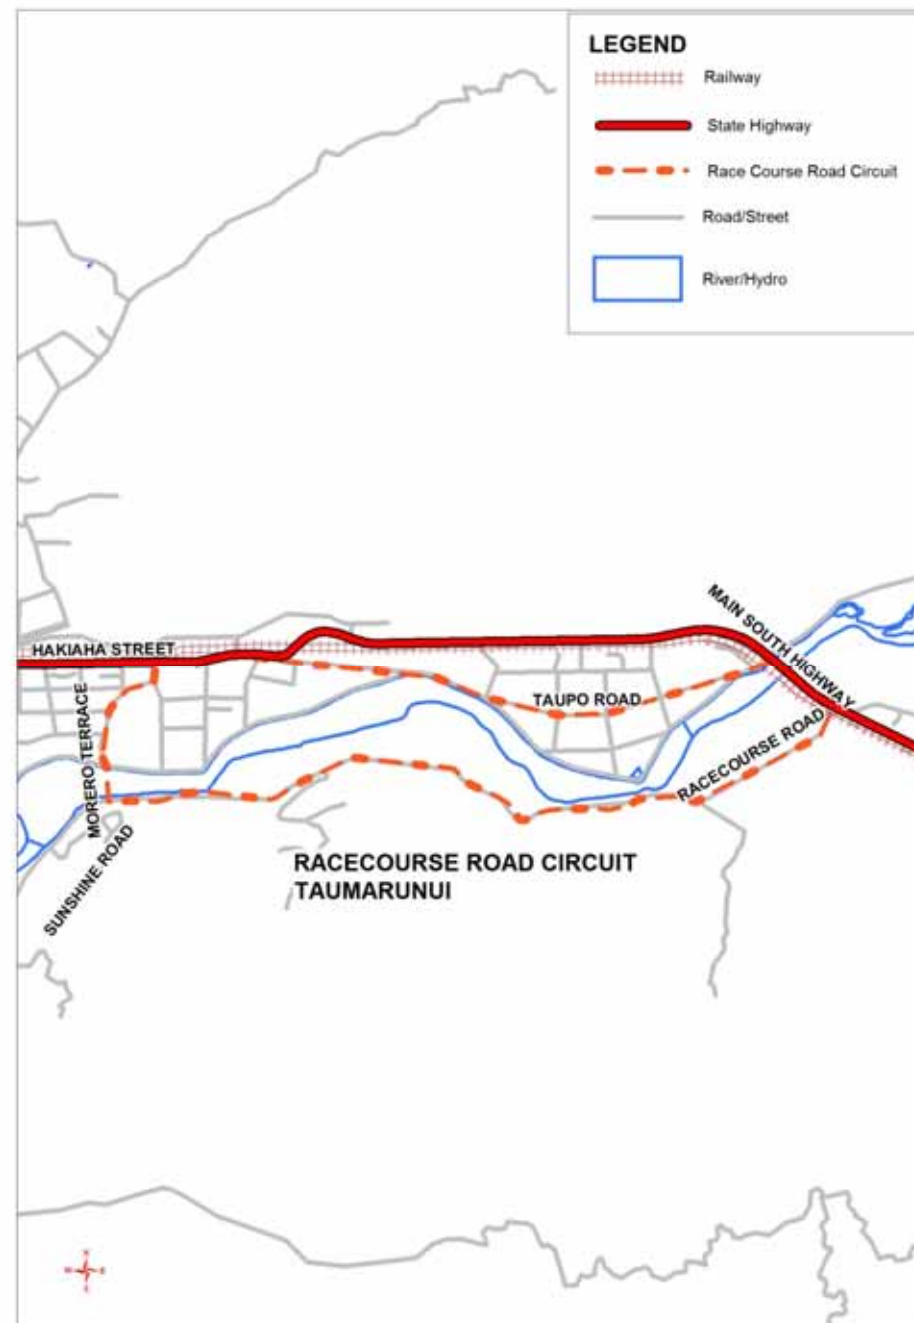 LEGEND
Railway
State Highway
Race Course Road Circuit
Road/Street
River/Hydro
MAIN SOUTH HIGHWAY
HAKIAHA STREET
TAUPO ROAD
MORERO TERRACE
RACECOURSE ROAD
SUNSHINE ROAD
RACECOURSE ROAD CIRCUIT
TAUMARUNUI